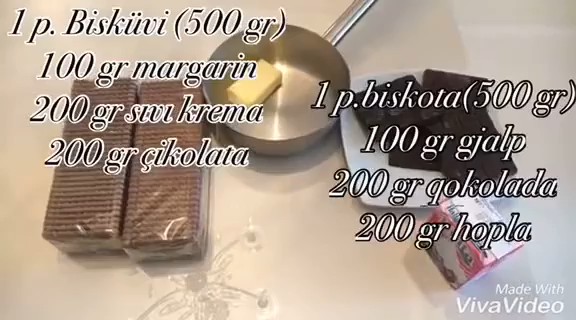 1 p. Bisküvi (500 gr)
100 gr margarin
200 gr sıvı krema
200 gr çikolata
1 p.biskota(500 gr)
100 gr gjalp
200 gr qokolada
200 gr hopla
Made With
VivaVideo